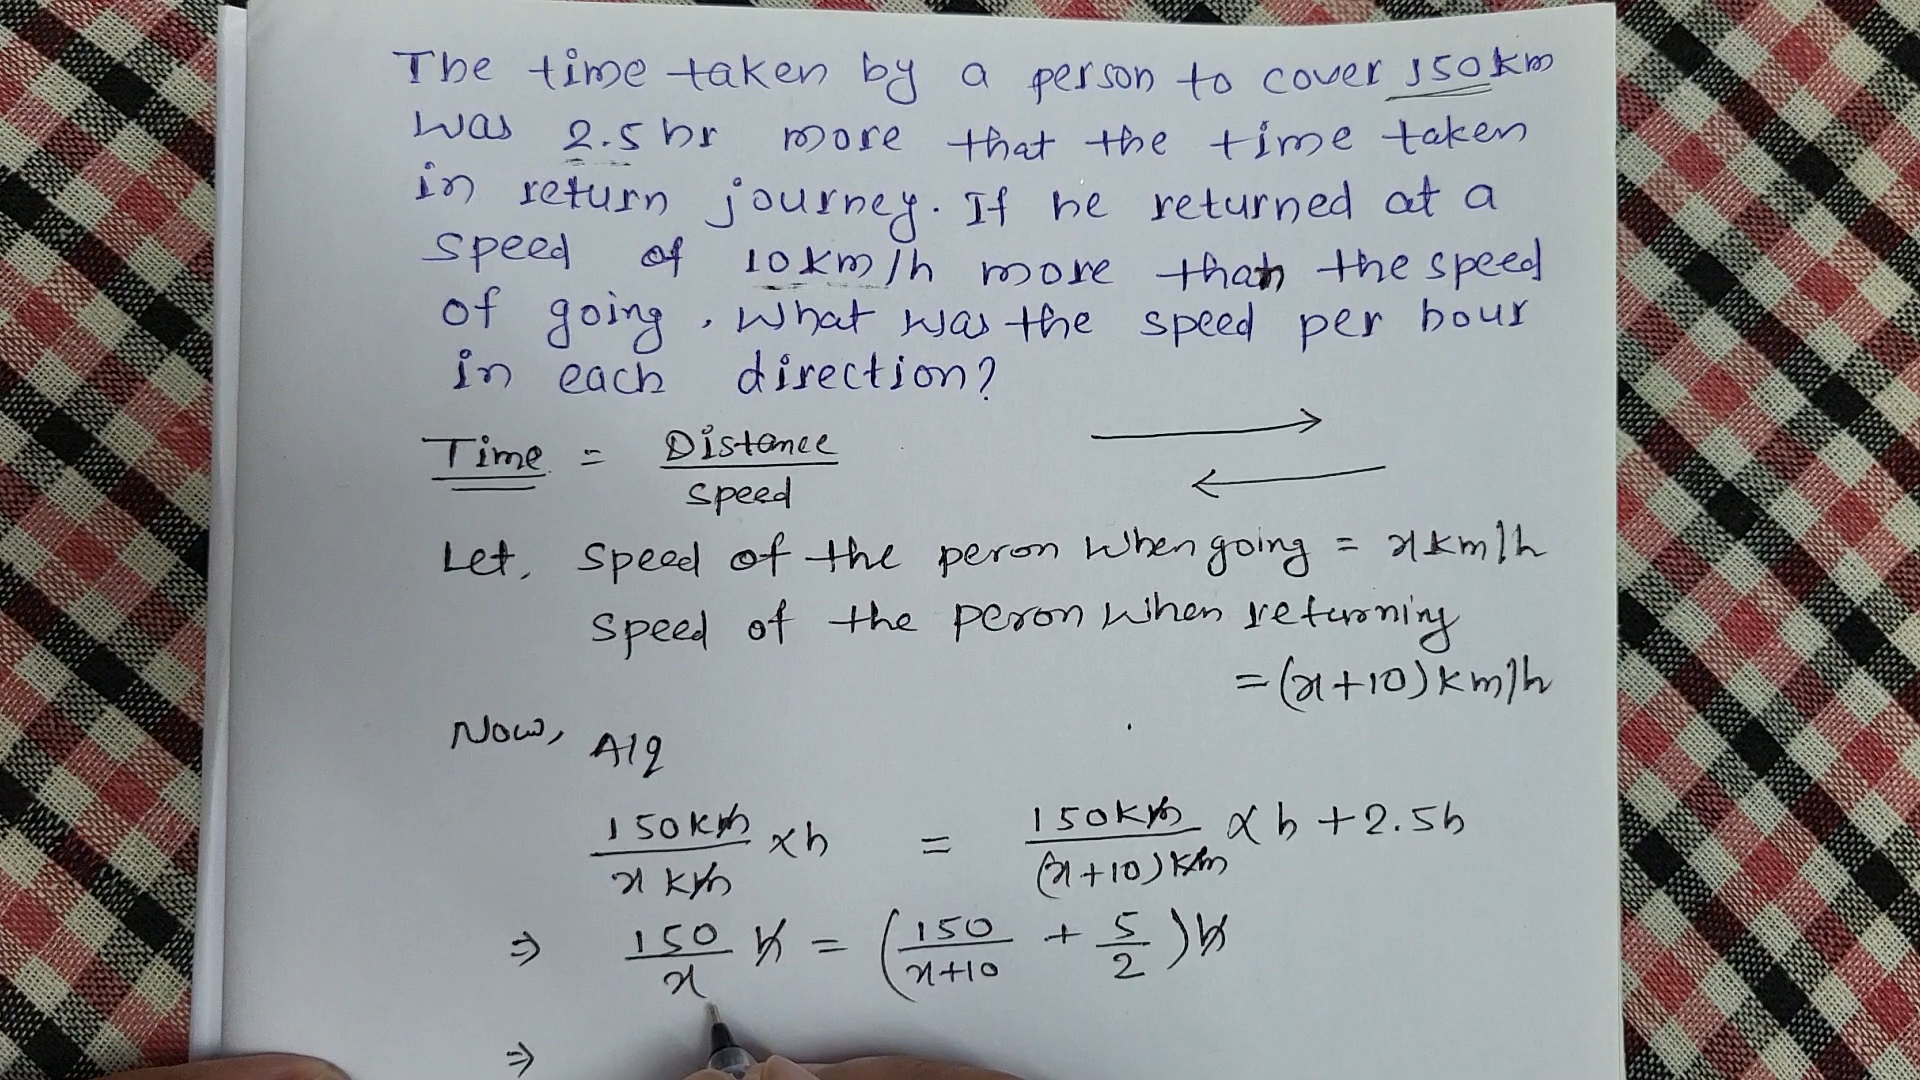 The time taken by a person to cover 150km
was 2.5hr more that the time taken
in return journey. If he returned at a
speed of 10km/h more than the speed
of going, What was the speed per hour
in each direction?
Time = Distance/speed
Let, speed of the peron when going = x km/h
speed of the peron when returning
= (x+10) km/h
Now, A/q
150km/x km × h = 150km/(x+10)km × h + 2.5h
⇒ 150/x h = (150/x+10 + 5/2) h
⇒